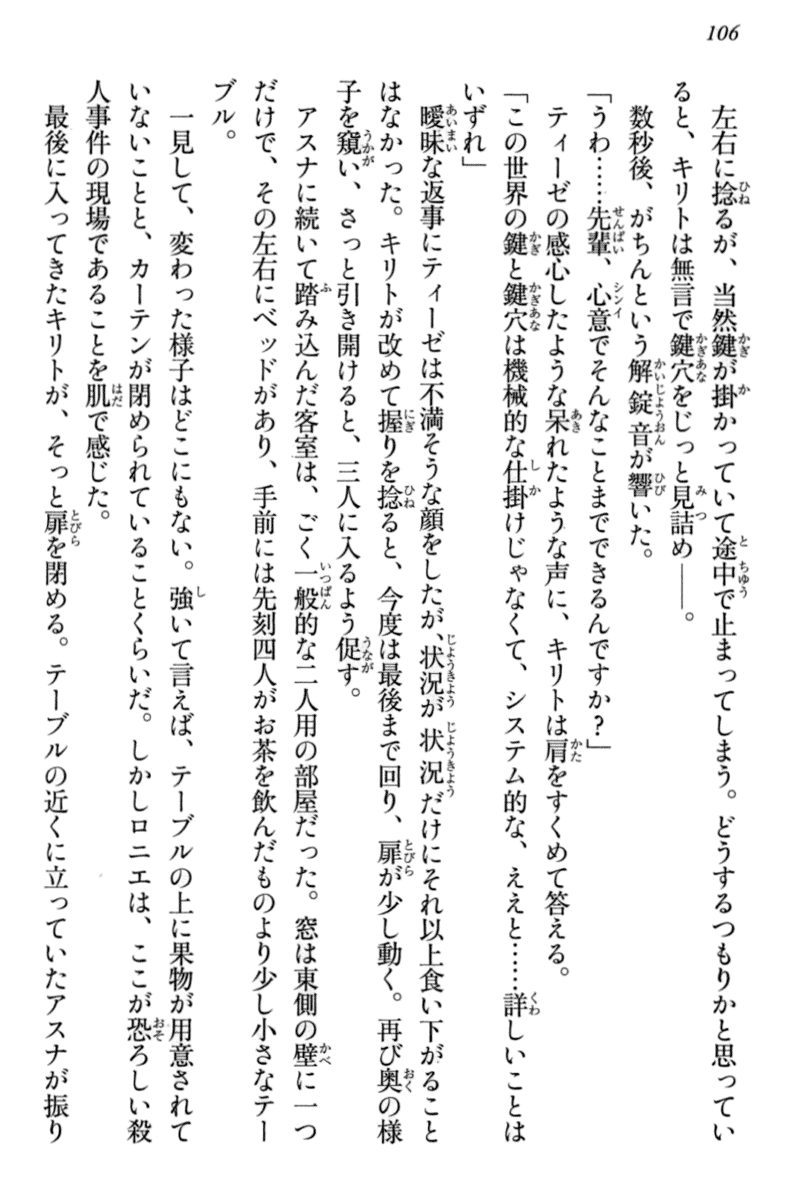 106
左右に捻るが、当然鍵が掛かっていて途中で止まってしまう。どうするつもりかと思ってい
ると、キリトは無言で鍵穴をじっと見詰め――。
数秒後、がちんという解錠音が響いた。
「うわ……先輩、心意でそんなことまでできるんですか？」
ティーゼの感心したような呆れたような声に、キリトは肩をすくめて答える。
「この世界の鍵と鍵穴は機械的な仕掛けじゃなくて、システム的な、ええと……詳しいことは
いずれ」
曖昧な返事にティーゼは不満そうな顔をしたが、状況が状況だけにそれ以上食い下がること
はなかった。キリトが改めて握りを捻ると、今度は最後まで回り、扉が少し動く。再び奥の様
子を窺い、さっと引き開けると、三人に入るよう促す。
アスナに続いて踏み込んだ客室は、ごく一般的な二人用の部屋だった。窓は東側の壁に一つ
だけで、その左右にベッドがあり、手前には先刻四人がお茶を飲んだものより少し小さなテー
ブル。
一見して、変わった様子はどこにもない。強いて言えば、テーブルの上に果物が用意されて
いないことと、カーテンが閉められていることくらいだ。しかしロニエは、ここが恐ろしい殺
人事件の現場であることを肌で感じた。
最後に入ってきたキリトが、そっと扉を閉める。テーブルの近くに立っていたアスナが振り